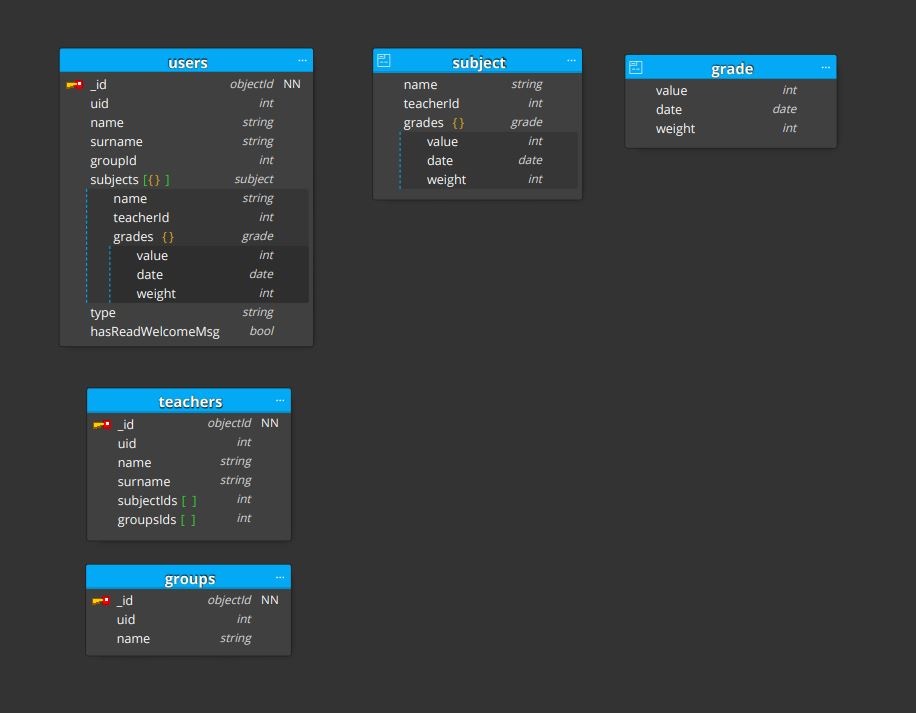 users ...
_id objectId NN
uid int
name string
surname string
groupId int
subjects [{} ] subject
name string
teacherId int
grades {} grade
value int
date date
weight int
type string
hasReadWelcomeMsg bool
subject ...
name string
teacherId int
grades {} grade
value int
date date
weight int
grade ...
value int
date date
weight int
teachers ...
_id objectId NN
uid int
name string
surname string
subjectIds [ ] int
groupsIds [ ] int
groups ...
_id objectId NN
uid int
name string